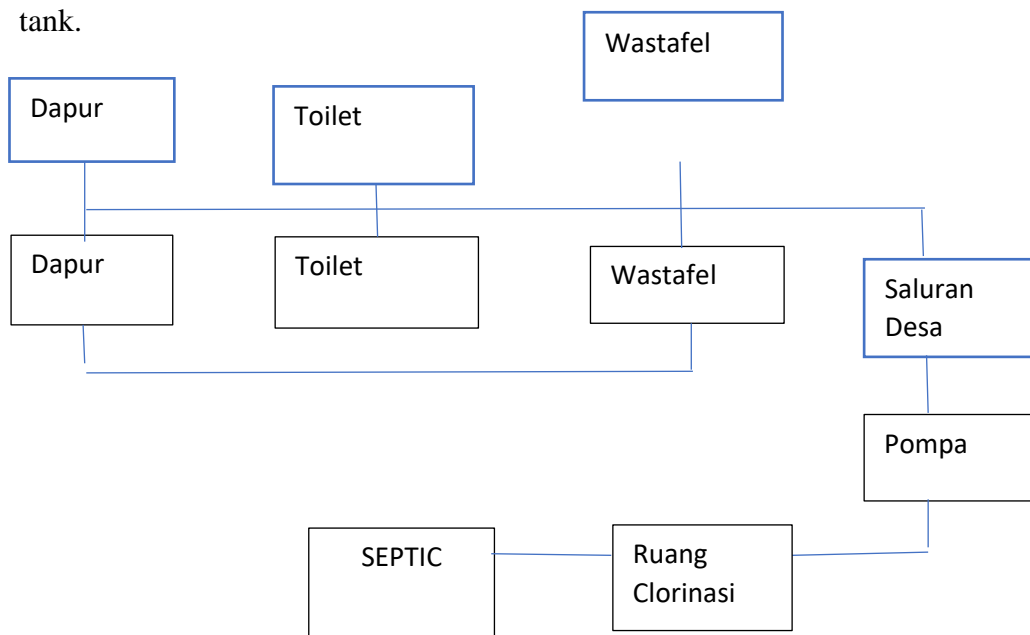 tank.
Wastafel
Dapur
Toilet
Dapur
Toilet
Wastafel
Saluran
Desa
Pompa
SEPTIC
Ruang
Clorinasi